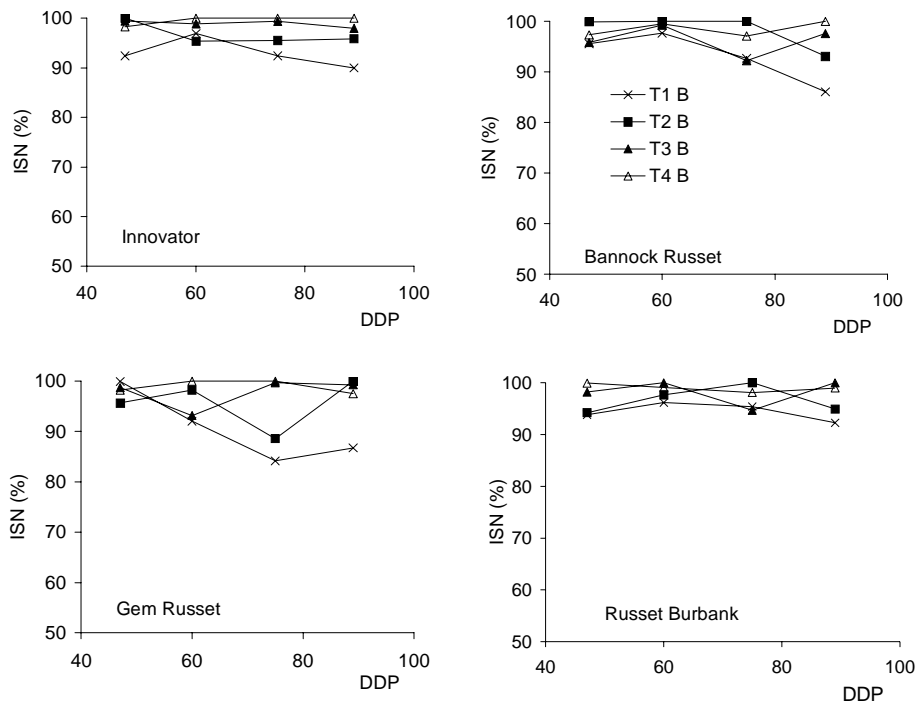 100
90
80
70
60
50
ISN (%)
Innovator
40 60 80 100
DDP
100
90
80
70
60
50
ISN (%)
T1 B
T2 B
T3 B
T4 B
Bannock Russet
40 60 80 100
DDP
100
90
80
70
60
50
ISN (%)
Gem Russet
40 60 80 100
DDP
100
90
80
70
60
50
ISN (%)
Russet Burbank
40 60 80 100
DDP